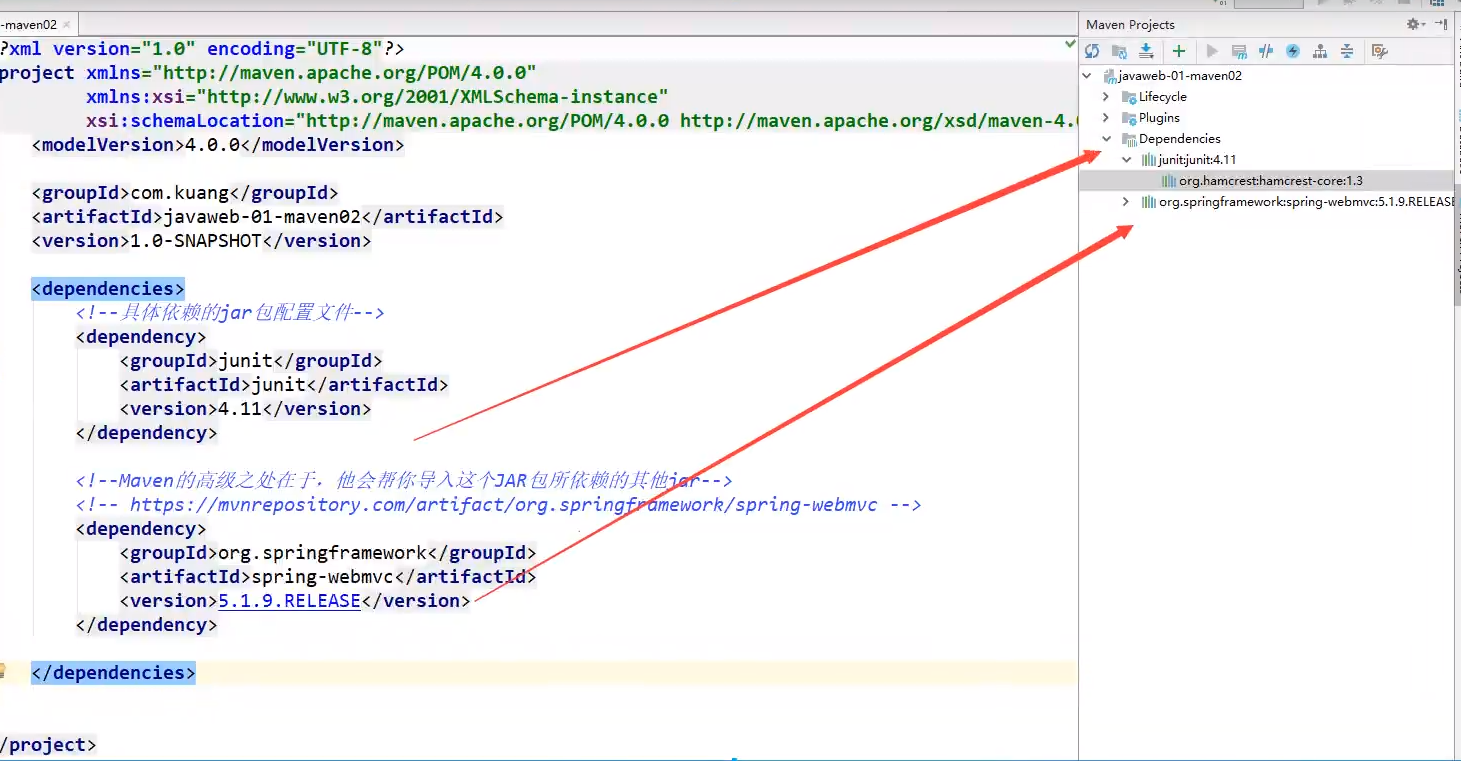 -maven02
?xml version="1.0" encoding="UTF-8"?>
project xmlns="http://maven.apache.org/POM/4.0.0"
xmlns:xsi="http://www.w3.org/2001/XMLSchema-instance"
xsi:schemaLocation="http://maven.apache.org/POM/4.0.0 http://maven.apache.org/xsd/maven-4.
<modelVersion>4.0.0</modelVersion>
<groupId>com.kuang</groupId>
<artifactId>javaweb-01-maven02</artifactId>
<version>1.0-SNAPSHOT</version>
<dependencies>
<!--具体依赖的jar包配置文件-->
<dependency>
<groupId>junit</groupId>
<artifactId>junit</artifactId>
<version>4.11</version>
</dependency>
<!--Maven的高级之处在于，他会帮你导入这个JAR包所依赖的其他jar-->
<!-- https://mvnrepository.com/artifact/org.springframework/spring-webmvc -->
<dependency>
<groupId>org.springframework</groupId>
<artifactId>spring-webmvc</artifactId>
<version>5.1.9.RELEASE</version>
</dependency>
</dependencies>
/project>
Maven Projects
javaweb-01-maven02
Lifecycle
Plugins
Dependencies
junit:junit:4.11
org.hamcrest:hamcrest-core:1.3
org.springframework:spring-webmvc:5.1.9.RELEASE